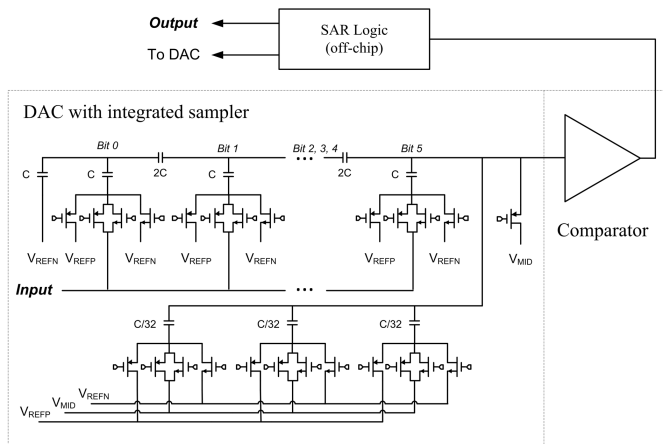 Output
To DAC
SAR Logic
(off-chip)
DAC with integrated sampler
Bit 0
Bit 1
Bit 2, 3, 4
Bit 5
2C
2C
C
C
C
C
VREFN
VREFP
VREFN
VREFP
VREFN
VREFP
VREFN
VMID
Comparator
Input
C/32
C/32
C/32
VREFN
VMID
VREFP